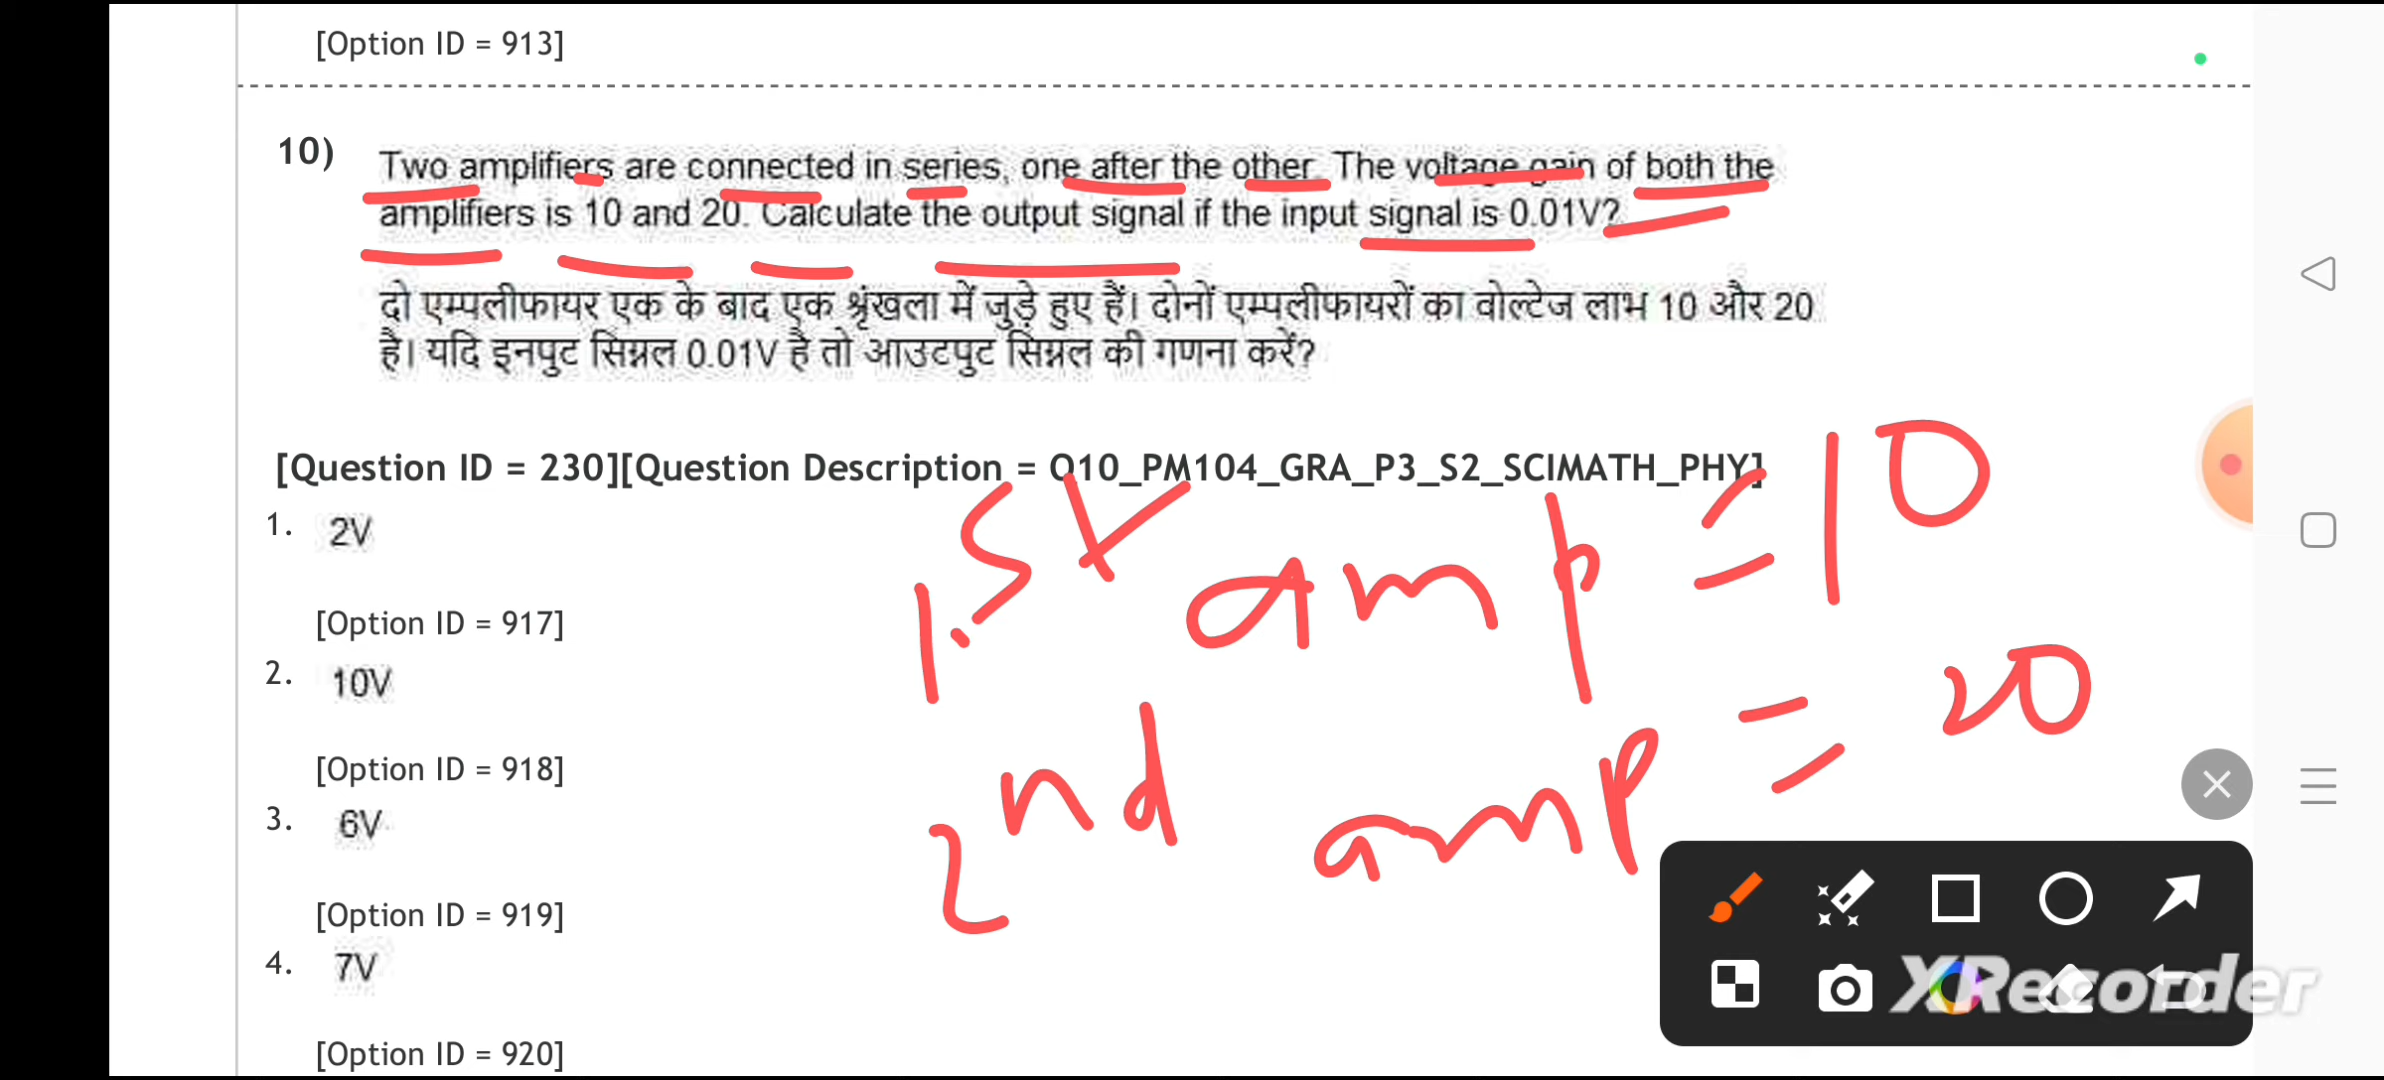 [Option ID = 913]
10) Two amplifiers are connected in series, one after the other. The voltage gain of both the
amplifiers is 10 and 20. Calculate the output signal if the input signal is 0.01V?
दो एम्पलीफायर एक के बाद एक श्रृंखला में जुड़े हुए हैं। दोनों एम्पलीफायरों का वोल्टेज लाभ 10 और 20
है। यदि इनपुट सिग्नल 0.01V है तो आउटपुट सिग्नल की गणना करें?
[Question ID = 230][Question Description = Q10_PM104_GRA_P3_S2_SCIMATH_PHY]
1. 2V
[Option ID = 917]
2. 10V
[Option ID = 918]
3. 6V
[Option ID = 919]
4. 7V
[Option ID = 920]
1.st amp = 10
2nd amp = 20
XRecorder